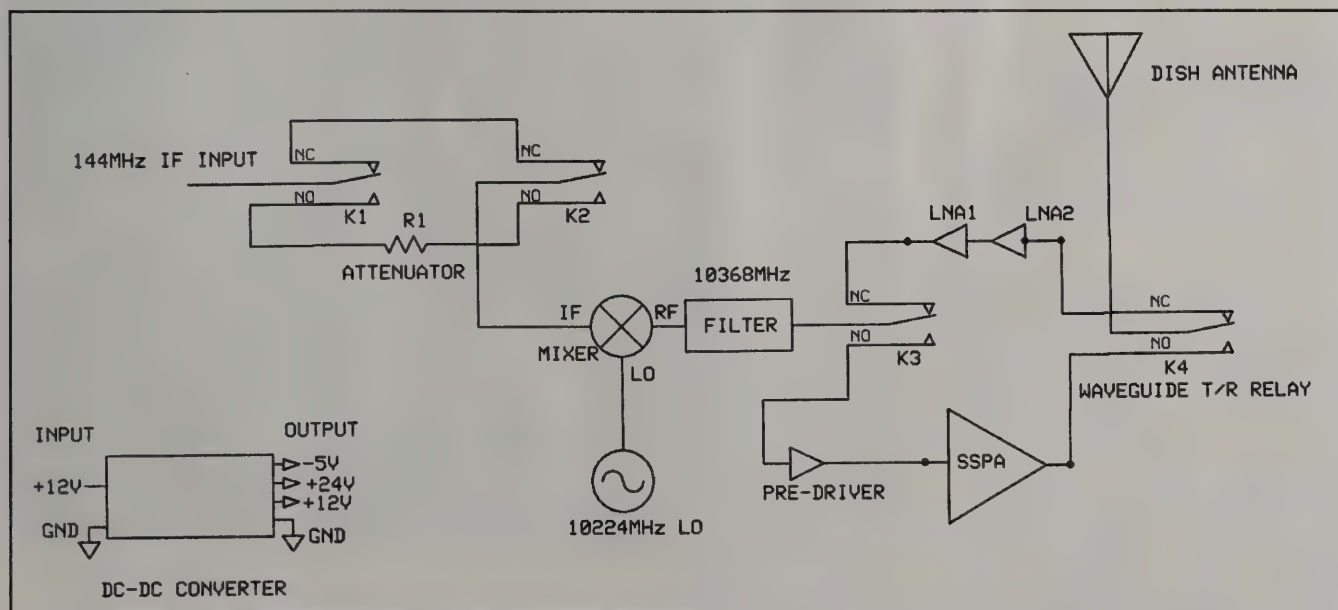 DISH ANTENNA
144MHz IF INPUT
NC
NO
K1
NC
NO
K2
R1
ATTENUATOR
LNA1
LNA2
10368MHz
IF
RF
FILTER
MIXER
LO
NC
NO
K3
NC
NO
K4
WAVEGUIDE T/R RELAY
10224MHz LO
PRE-DRIVER
SSPA
INPUT
OUTPUT
+12V
-5V
+24V
+12V
GND
GND
DC-DC CONVERTER